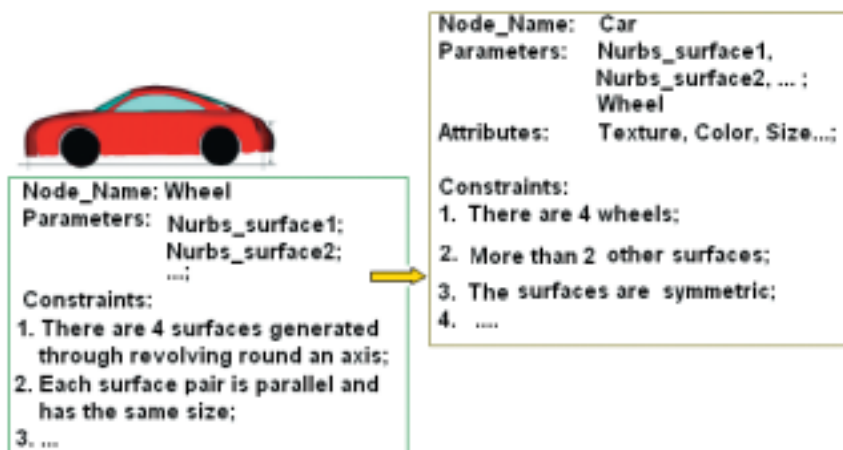 Node_Name: Wheel
Parameters: Nurbs_surface1;
Nurbs_surface2;
...;
Constraints:
1. There are 4 surfaces generated
through revolving round an axis;
2. Each surface pair is parallel and
has the same size;
3. ...
Node_Name: Car
Parameters: Nurbs_surface1,
Nurbs_surface2, ... ;
Wheel
Attributes: Texture, Color, Size...;
Constraints:
1. There are 4 wheels;
2. More than 2 other surfaces;
3. The surfaces are symmetric;
4. ....